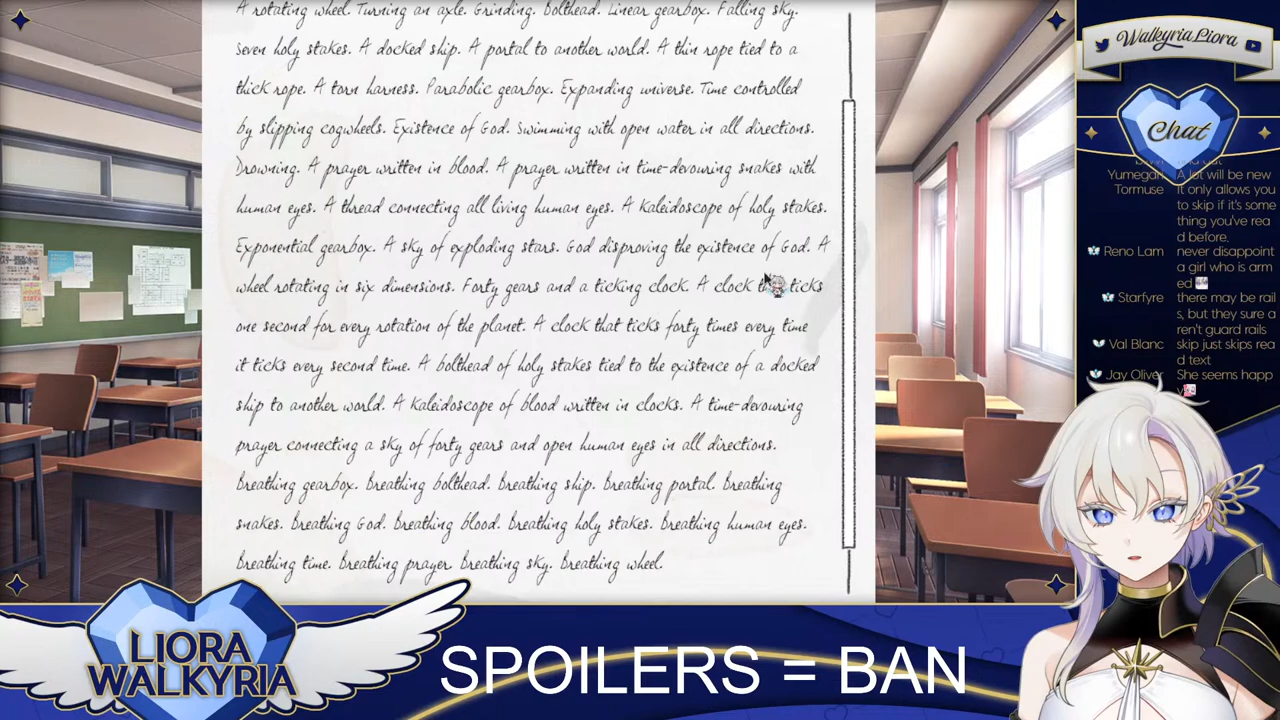 A rotating wheel. Turning an axle. Grinding. Bolthead. Linear gearbox. Falling sky.
seven holy stakes. A docked ship. A portal to another world. A thin rope tied to a
thick rope. A torn harness. Parabolic gearbox. Expanding universe. Time controlled
by slipping cogwheels. Existence of God. Swimming with open water in all directions.
Drowning. A prayer written in blood. A prayer written in time-devouring snakes with
human eyes. A thread connecting all living human eyes. A kaleidoscope of holy stakes.
Exponential gearbox. A sky of exploding stars. God disproving the existence of God. A
wheel rotating in six dimensions. Forty gears and a ticking clock. A clock ticks
one second for every rotation of the planet. A clock that ticks forty times every time
it ticks every second time. A bolthead of holy stakes tied to the existence of a docked
ship to another world. A kaleidoscope of blood written in clocks. A time-devouring
prayer connecting a sky of forty gears and open human eyes in all directions.
Breathing gearbox. Breathing bolthead. Breathing ship. Breathing portal. Breathing
snakes. Breathing God. Breathing blood. Breathing holy stakes. Breathing human eyes.
Breathing time. Breathing prayer. Breathing sky. Breathing wheel.
WalkyriaLiora
Chat
Yumegari A lot will be new
Tormuse It only allows you
to skip if it's some
thing you've rea
d before.
Reno Lam never disappoint
a girl who is arm
ed
Starfyre there may be rail
s, but they sure a
ren't guard rails
Val Blanc skip just skips rea
d text
Jay Oliver She seems happ
y
LIORA
WALKYRIA
SPOILERS = BAN